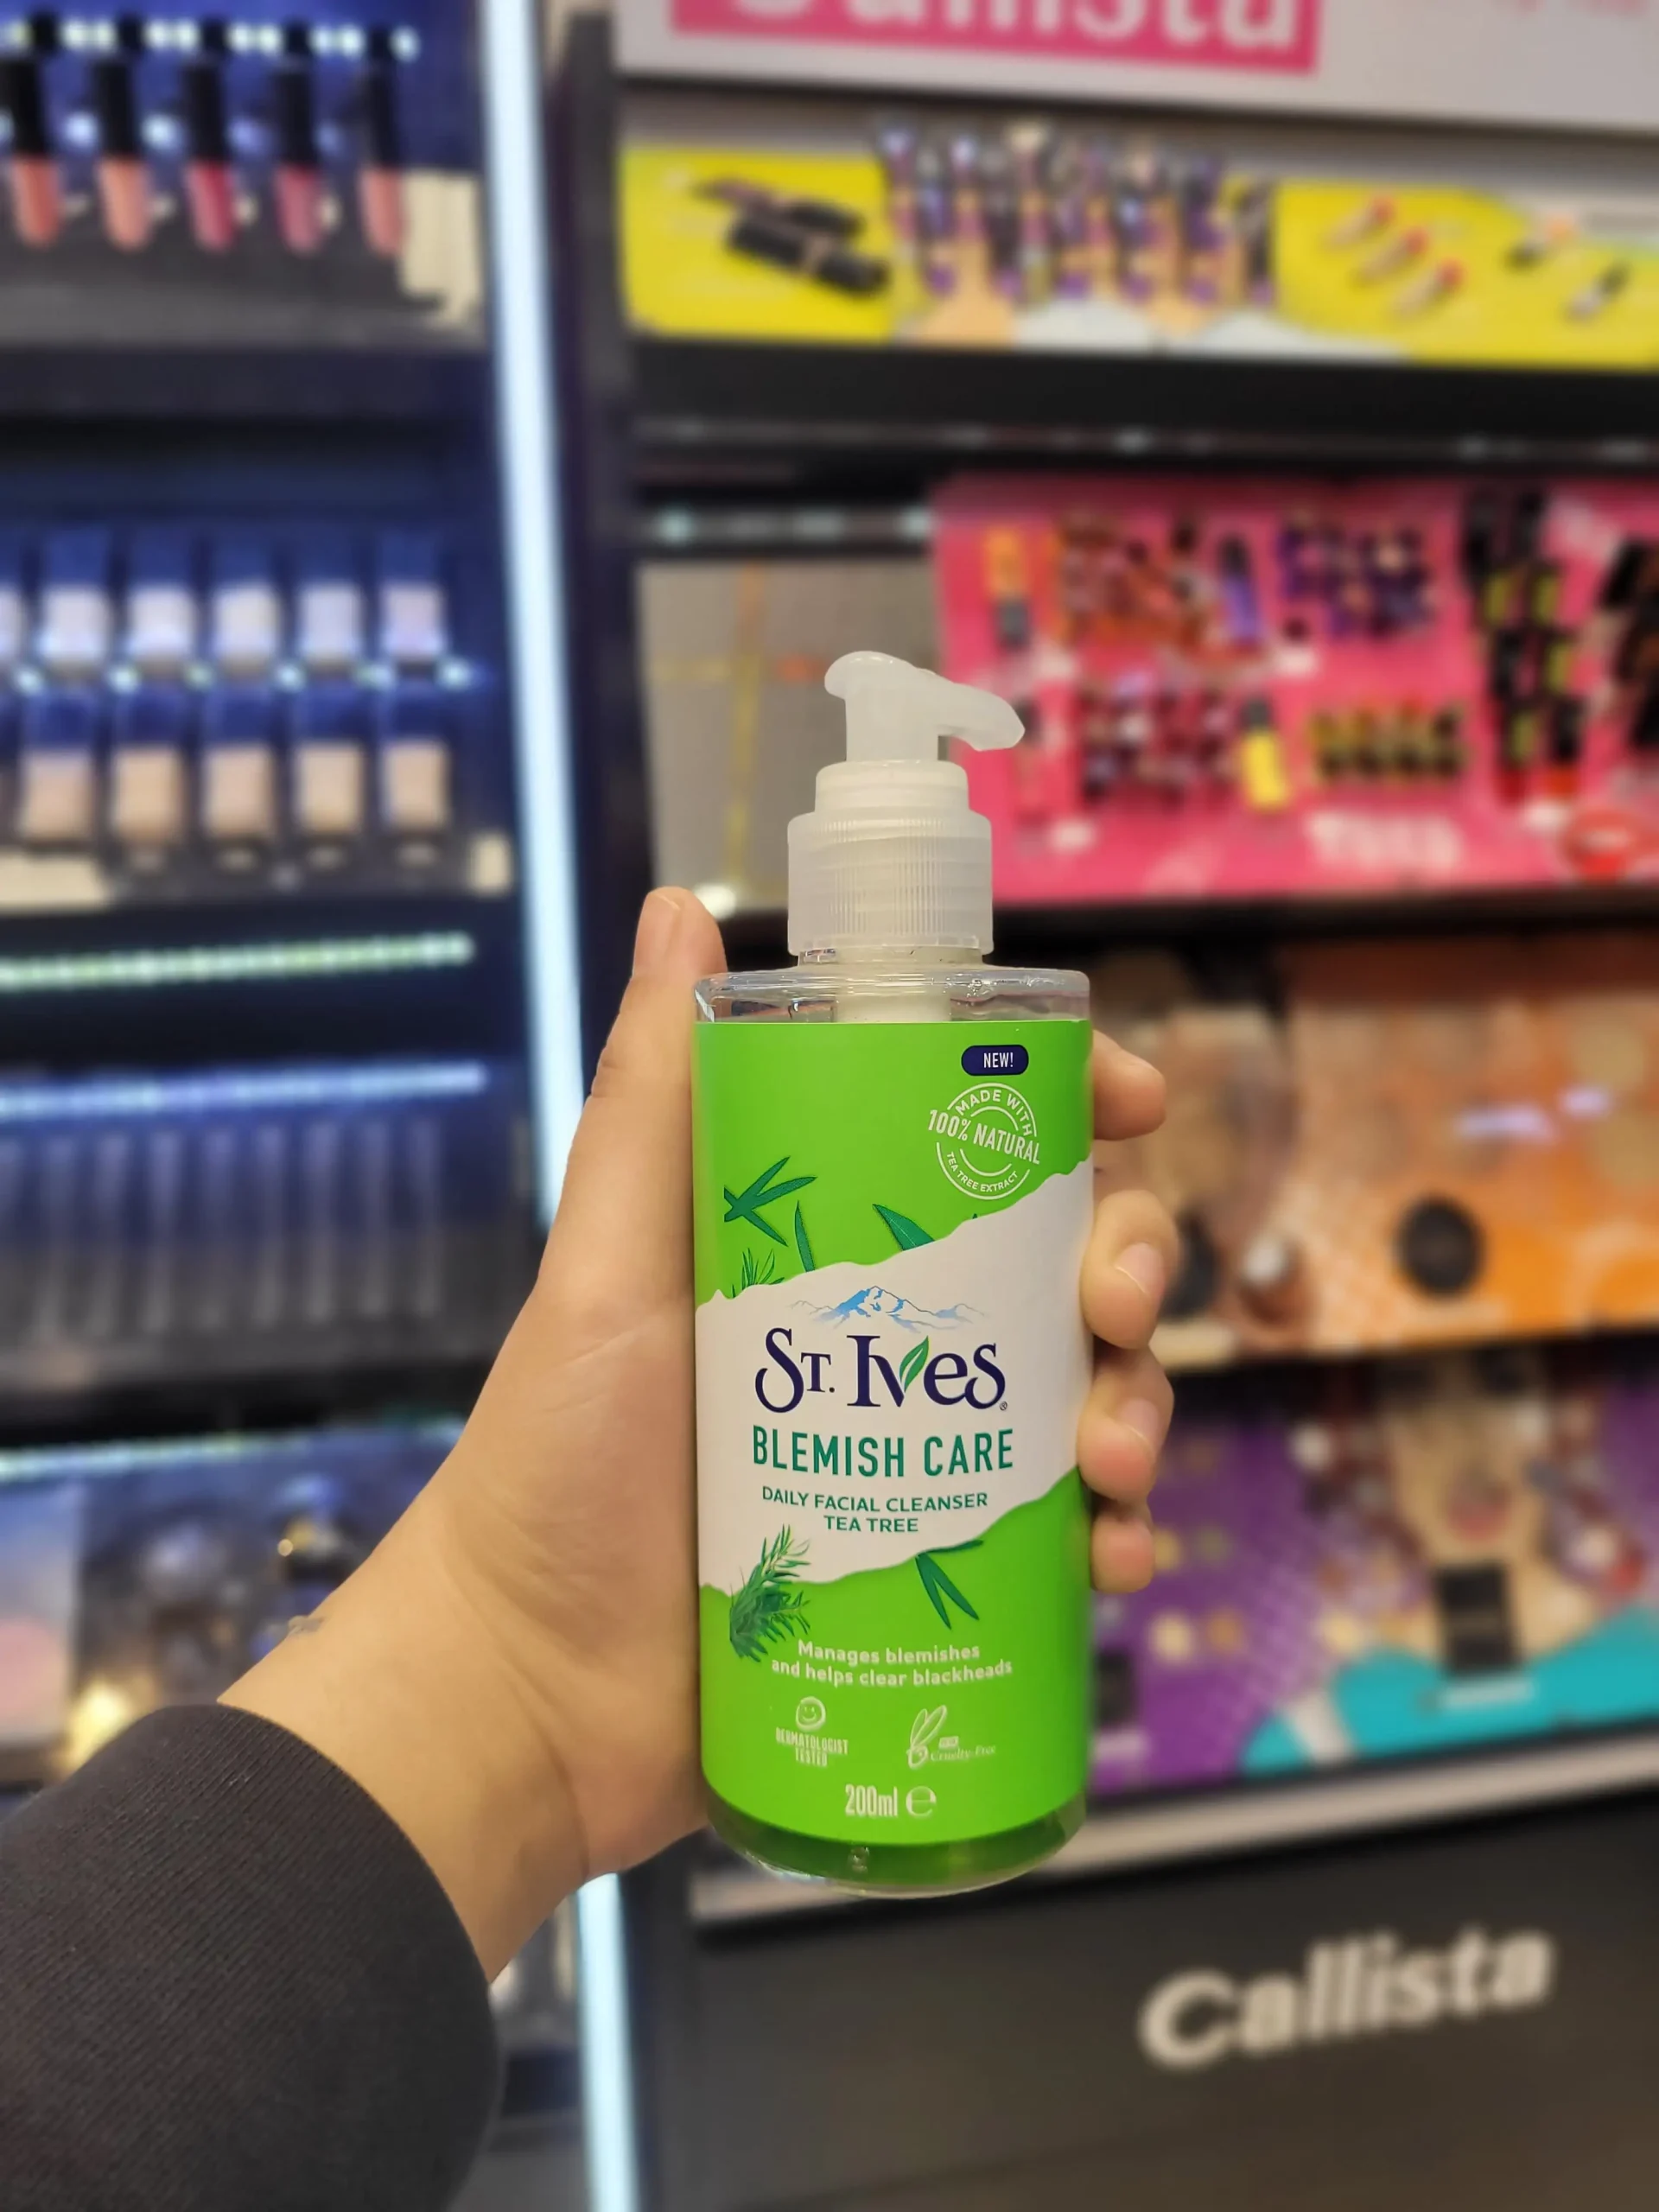 NEW!
MADE WITH
100% NATURAL
TEA TREE EXTRACT
St. Ives®
BLEMISH CARE
DAILY FACIAL CLEANSER
TEA TREE
Manages blemishes
and helps clear blackheads
DERMATOLOGIST
TESTED
Cruelty-Free
200ml ℮
Callista